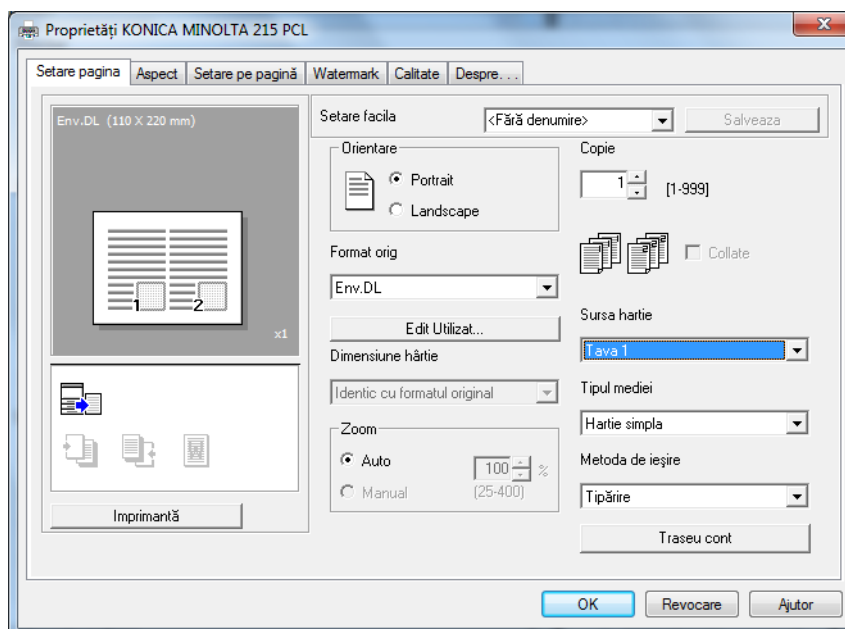 Proprietăți KONICA MINOLTA 215 PCL
Setare pagina
Aspect
Setare pe pagină
Watermark
Calitate
Despre. . .
Env.DL (110 X 220 mm)
1
2
x1
Imprimantă
Setare facila
<Fără denumire>
Salveaza
Orientare
Portrait
Landscape
Format orig
Env.DL
Edit Utilizat...
Dimensiune hârtie
Identic cu formatul original
Zoom
Auto
100 %
Manual
(25-400)
Copie
1 [1-999]
Collate
Sursa hartie
Tava 1
Tipul mediei
Hartie simpla
Metoda de ieșire
Tipărire
Traseu cont
OK
Revocare
Ajutor